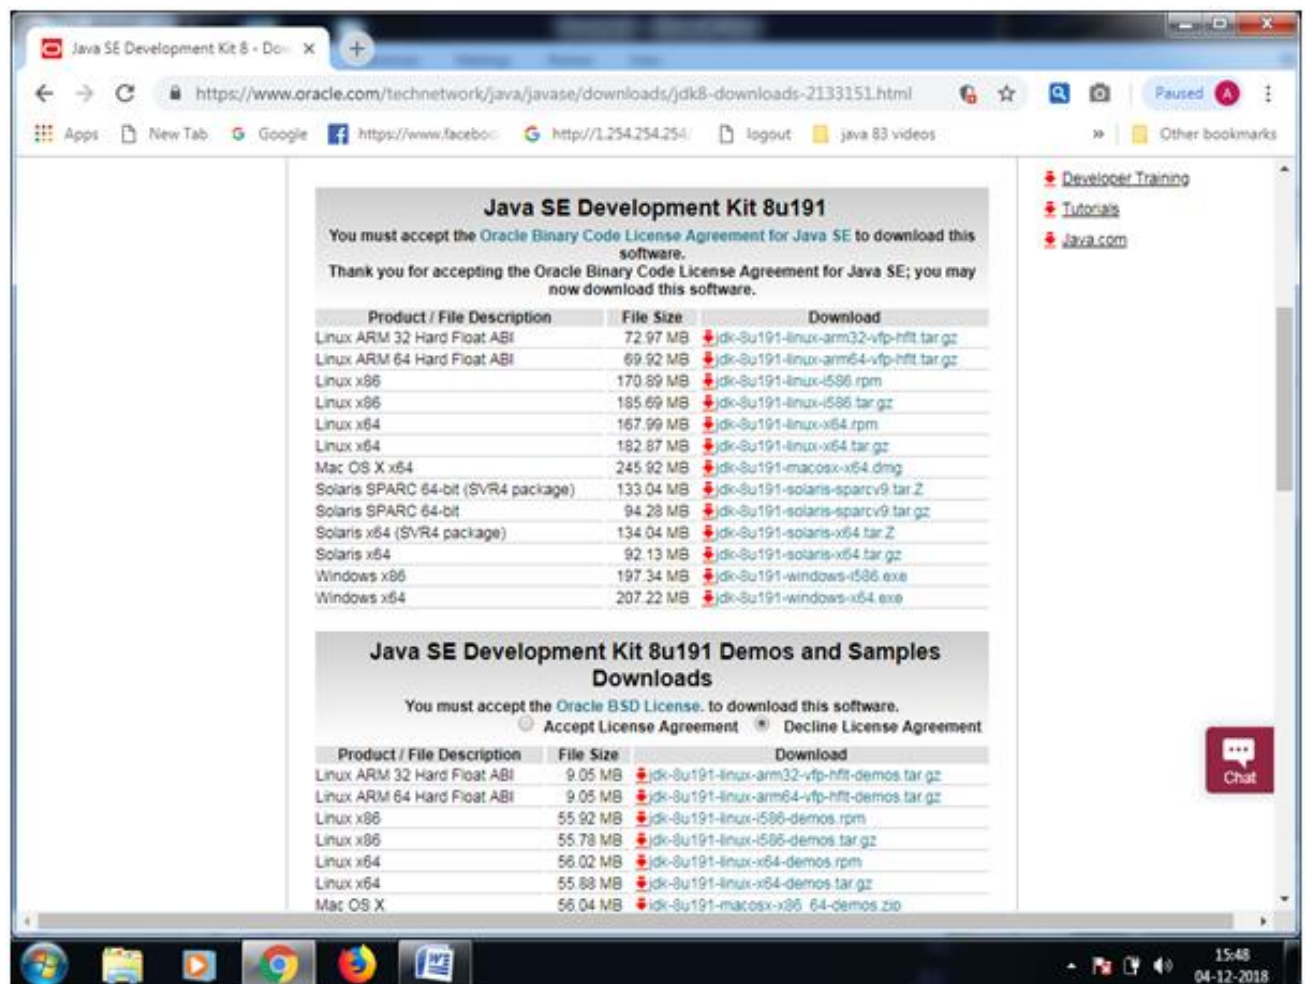 Java SE Development Kit 8 - Dow
https://www.oracle.com/technetwork/java/javase/downloads/jdk8-downloads-2133151.html
Paused A
Apps New Tab Google https://www.faceboo http://1.254.254.254/ logout java 83 videos » Other bookmarks
Developer Training
Tutorials
Java.com
Java SE Development Kit 8u191
You must accept the Oracle Binary Code License Agreement for Java SE to download this
software.
Thank you for accepting the Oracle Binary Code License Agreement for Java SE; you may
now download this software.
Product / File Description File Size Download
Linux ARM 32 Hard Float ABI 72.97 MB jdk-8u191-linux-arm32-vfp-hflt.tar.gz
Linux ARM 64 Hard Float ABI 69.92 MB jdk-8u191-linux-arm64-vfp-hflt.tar.gz
Linux x86 170.89 MB jdk-8u191-linux-i586.rpm
Linux x86 185.69 MB jdk-8u191-linux-i586.tar.gz
Linux x64 167.99 MB jdk-8u191-linux-x64.rpm
Linux x64 182.87 MB jdk-8u191-linux-x64.tar.gz
Mac OS X x64 245.92 MB jdk-8u191-macosx-x64.dmg
Solaris SPARC 64-bit (SVR4 package) 133.04 MB jdk-8u191-solaris-sparcv9.tar.Z
Solaris SPARC 64-bit 94.28 MB jdk-8u191-solaris-sparcv9.tar.gz
Solaris x64 (SVR4 package) 134.04 MB jdk-8u191-solaris-x64.tar.Z
Solaris x64 92.13 MB jdk-8u191-solaris-x64.tar.gz
Windows x86 197.34 MB jdk-8u191-windows-i586.exe
Windows x64 207.22 MB jdk-8u191-windows-x64.exe
Java SE Development Kit 8u191 Demos and Samples
Downloads
You must accept the Oracle BSD License. to download this software.
Accept License Agreement Decline License Agreement
Product / File Description File Size Download
Linux ARM 32 Hard Float ABI 9.05 MB jdk-8u191-linux-arm32-vfp-hflt-demos.tar.gz
Linux ARM 64 Hard Float ABI 9.05 MB jdk-8u191-linux-arm64-vfp-hflt-demos.tar.gz
Linux x86 55.92 MB jdk-8u191-linux-i586-demos.rpm
Linux x86 55.78 MB jdk-8u191-linux-i586-demos.tar.gz
Linux x64 56.02 MB jdk-8u191-linux-x64-demos.rpm
Linux x64 55.88 MB jdk-8u191-linux-x64-demos.tar.gz
Mac OS X 56.04 MB jdk-8u191-macosx-x86_64-demos.zip
Chat
15:48
04-12-2018